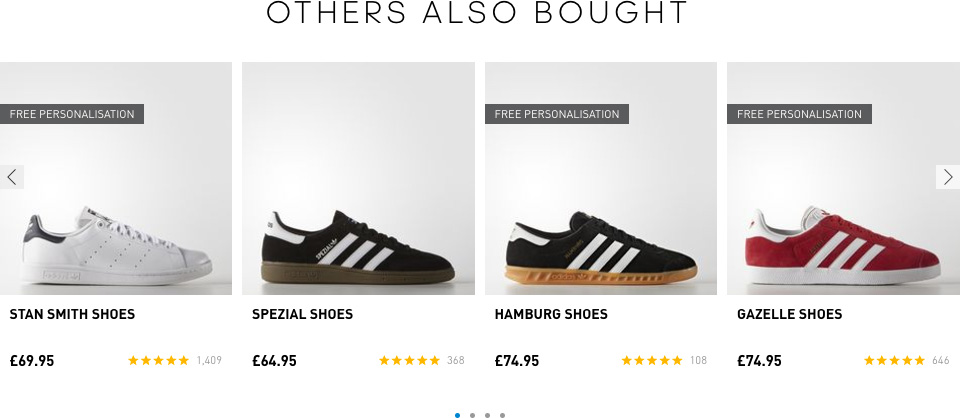 OTHERS ALSO BOUGHT
FREE PERSONALISATION
FREE PERSONALISATION
FREE PERSONALISATION
SPEZIAL
STAN SMITH SHOES
SPEZIAL SHOES
HAMBURG SHOES
GAZELLE SHOES
£69.95
1,409
£64.95
368
£74.95
108
£74.95
646